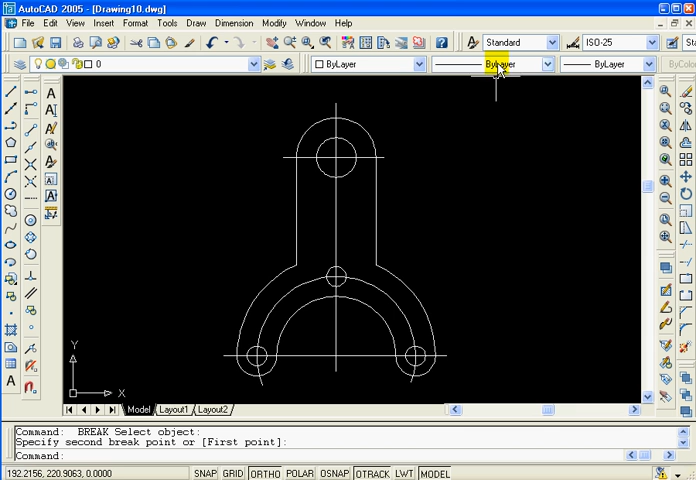 AutoCAD 2005 - [Drawing10.dwg]
File Edit View Insert Format Tools Draw Dimension Modify Window Help
Standard ISO-25 Sta
0 ByLayer ByLayer ByLayer ByColo
Y
X
Model Layout1 Layout2
Command: BREAK Select object:
Specify second break point or [First point]:
Command:
192.2156, 220.9063, 0.0000 SNAP GRID ORTHO POLAR OSNAP OTRACK LWT MODEL